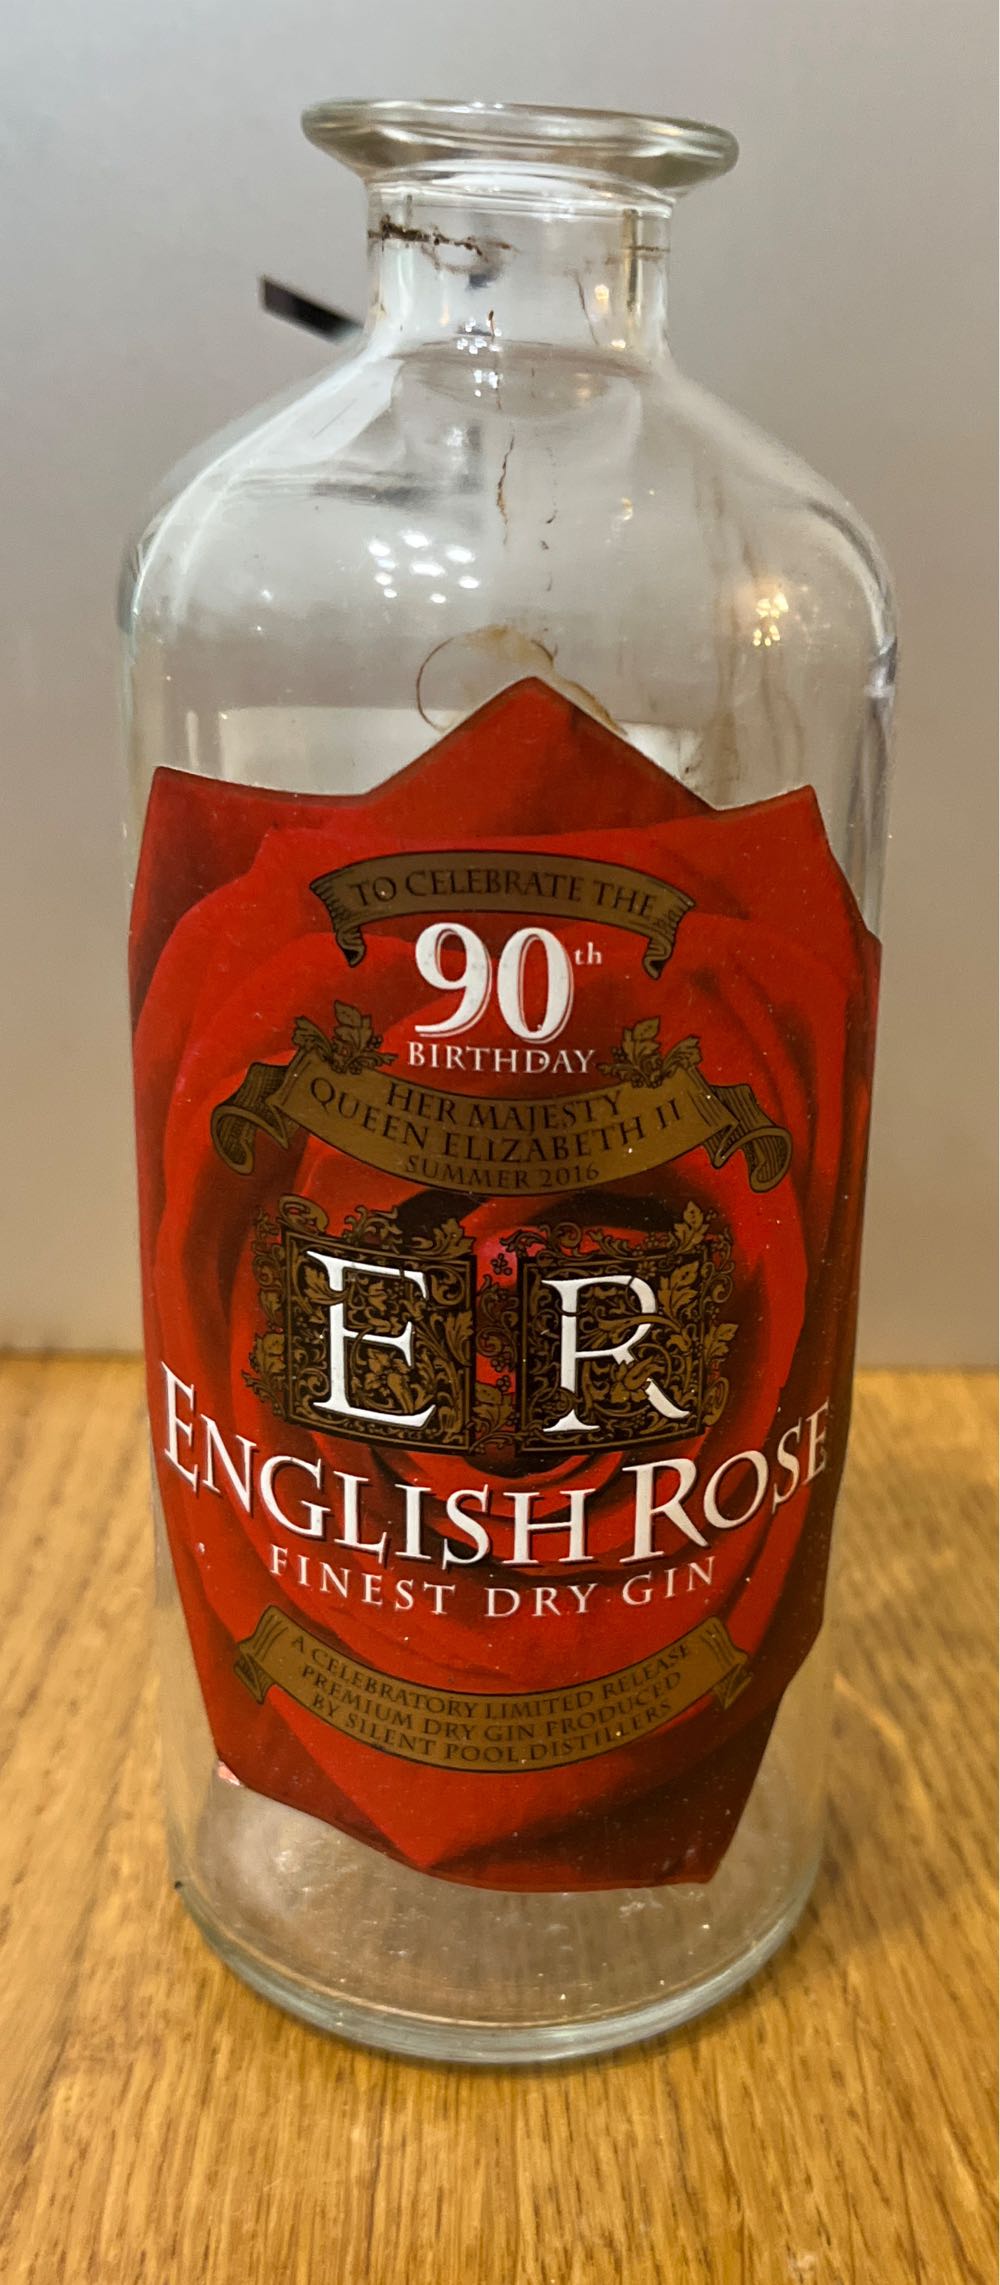 TO CELEBRATE THE
90th
BIRTHDAY
HER MAJESTY
QUEEN ELIZABETH II
SUMMER 2016
E R
ENGLISH ROSE
FINEST DRY GIN
A CELEBRATORY LIMITED RELEASE
PREMIUM DRY GIN PRODUCED
BY SILENT POOL DISTILLERS